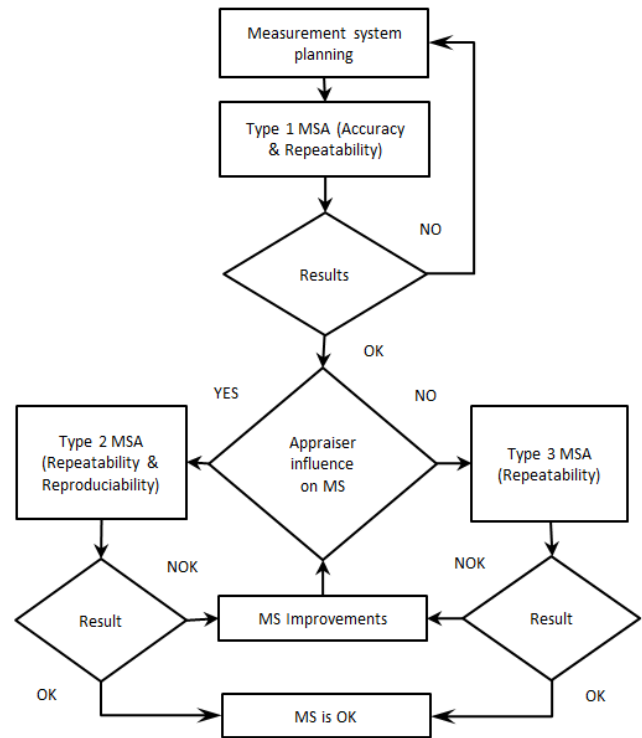 Measurement system
planning
Type 1 MSA (Accuracy
& Repeatability)
NO
Results
OK
YES
NO
Type 2 MSA
(Repeatability &
Reproduciability)
Appraiser
influence
on MS
Type 3 MSA
(Repeatability)
NOK
NOK
Result
MS Improvements
Result
OK
OK
MS is OK